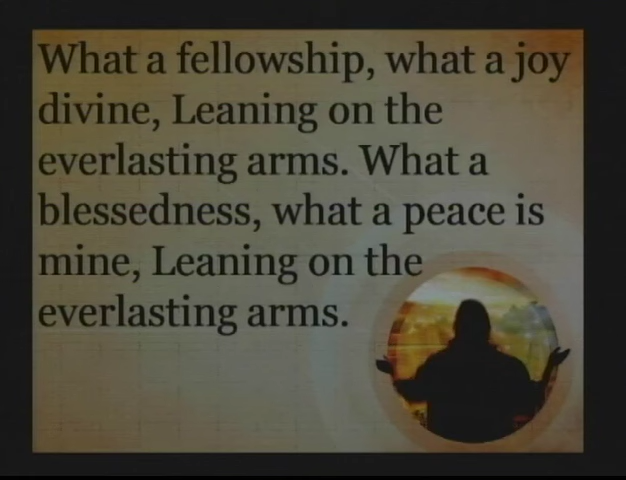 What a fellowship, what a joy
divine, Leaning on the
everlasting arms. What a
blessedness, what a peace is
mine, Leaning on the
everlasting arms.